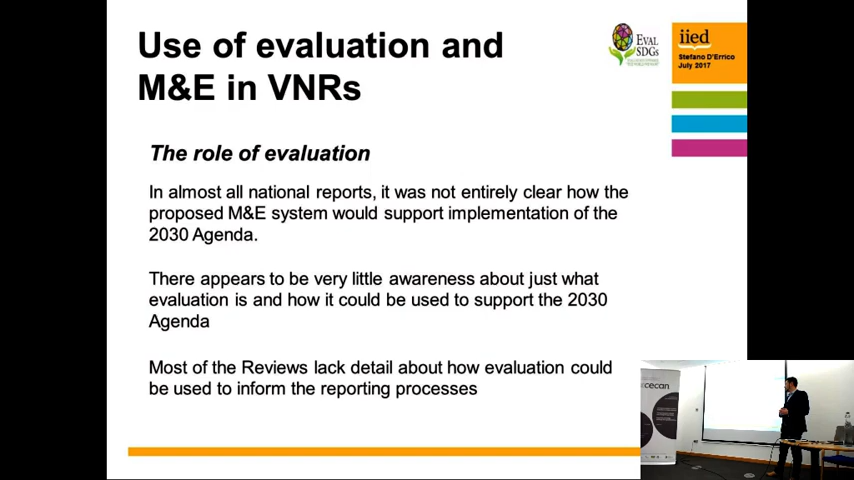 Use of evaluation and
M&E in VNRs
EVAL
SDGs
iied
Stefano D'Errico
July 2017
The role of evaluation
In almost all national reports, it was not entirely clear how the
proposed M&E system would support implementation of the
2030 Agenda.
There appears to be very little awareness about just what
evaluation is and how it could be used to support the 2030
Agenda
Most of the Reviews lack detail about how evaluation could
be used to inform the reporting processes
cecan